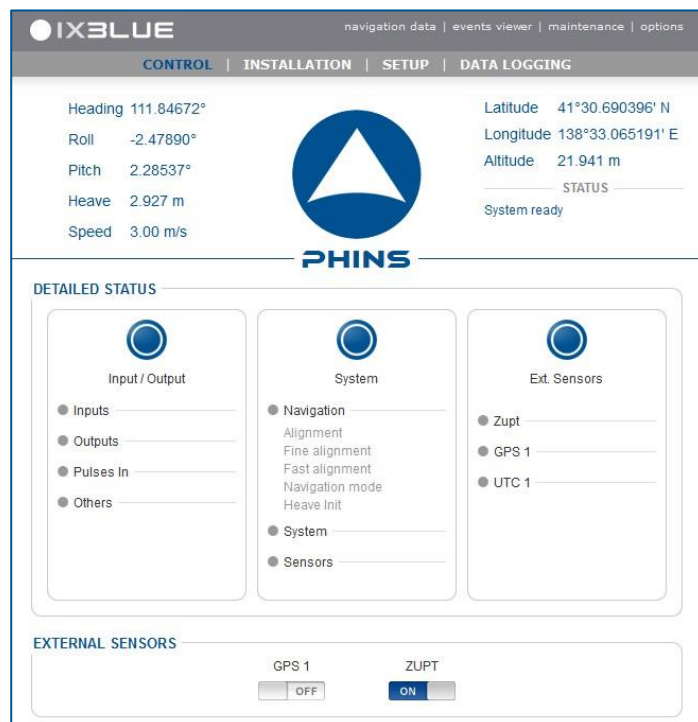 IXBLUE
navigation data | events viewer | maintenance | options
CONTROL | INSTALLATION | SETUP | DATA LOGGING
Heading 111.84672°
Roll -2.47890°
Pitch 2.28537°
Heave 2.927 m
Speed 3.00 m/s
PHINS
Latitude 41°30.690396' N
Longitude 138°33.065191' E
Altitude 21.941 m
STATUS
System ready
DETAILED STATUS
Input / Output
Inputs
Outputs
Pulses In
Others
System
Navigation
Alignment
Fine alignment
Fast alignment
Navigation mode
Heave Init
System
Sensors
Ext. Sensors
Zupt
GPS 1
UTC 1
EXTERNAL SENSORS
GPS 1 ZUPT
OFF ON